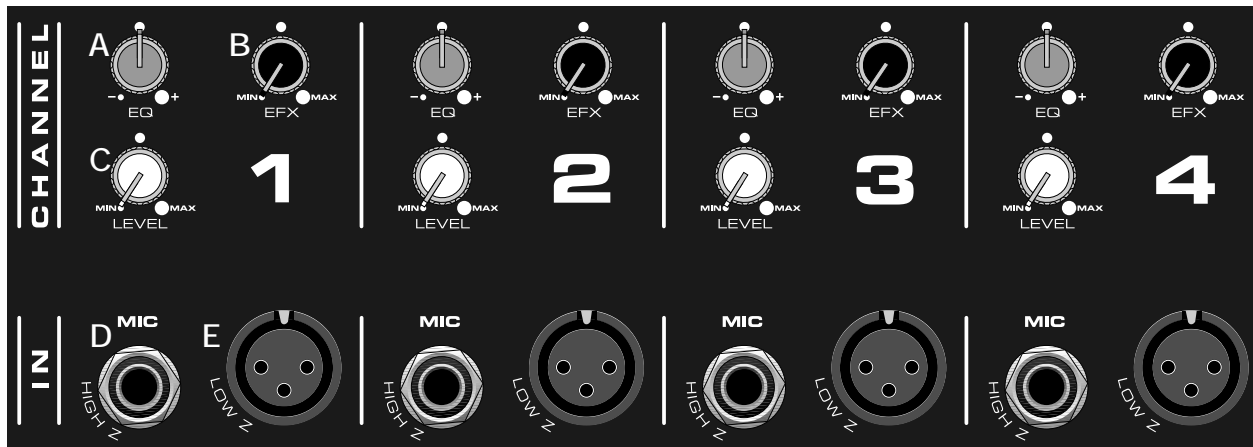 CHANNEL
A B
- + MIN MAX - + MIN MAX - + MIN MAX - + MIN MAX
EQ EFX EQ EFX EQ EFX EQ EFX
C 1 2 3 4
MIN MAX MIN MAX MIN MAX MIN MAX
LEVEL LEVEL LEVEL LEVEL
IN
D MIC E MIC MIC MIC
HIGH Z LOW Z HIGH Z LOW Z HIGH Z LOW Z HIGH Z LOW Z